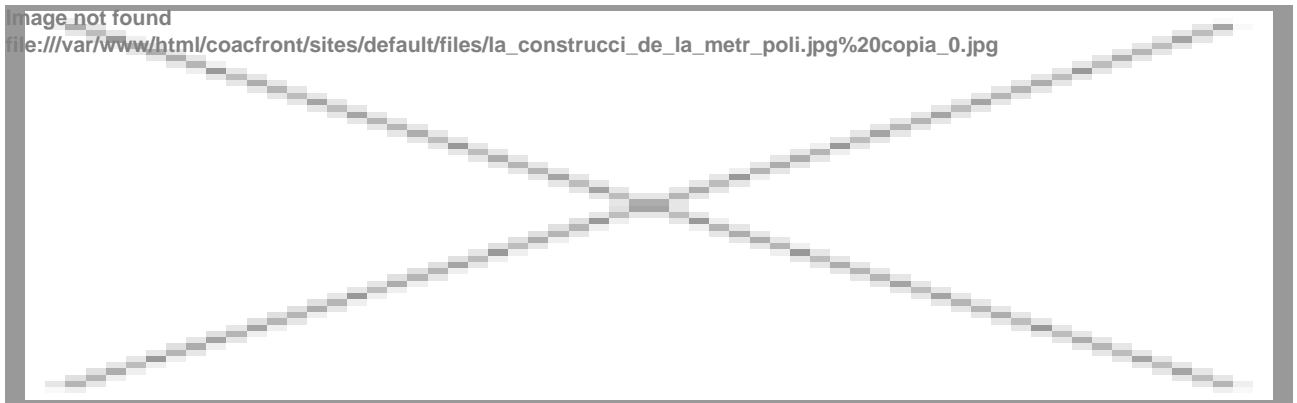 Image not found
file:///var/www/html/coacfront/sites/default/files/la_construcci_de_la_metr_poli.jpg%20copia_0.jpg